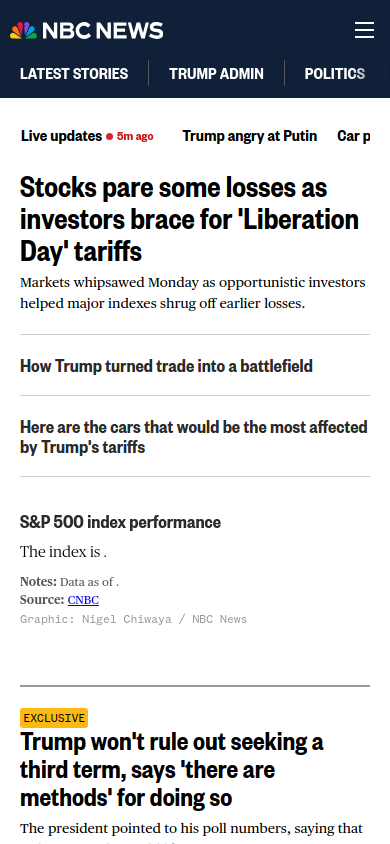 NBC NEWS
LATEST STORIES
TRUMP ADMIN
POLITICS
Live updates 5m ago
Trump angry at Putin
Car p
Stocks pare some losses as
investors brace for 'Liberation
Day' tariffs
Markets whipsawed Monday as opportunistic investors
helped major indexes shrug off earlier losses.
How Trump turned trade into a battlefield
Here are the cars that would be the most affected
by Trump's tariffs
S&P 500 index performance
The index is .
Notes: Data as of .
Source: CNBC
Graphic: Nigel Chiwaya / NBC News
EXCLUSIVE
Trump won't rule out seeking a
third term, says 'there are
methods' for doing so
The president pointed to his poll numbers, saying that